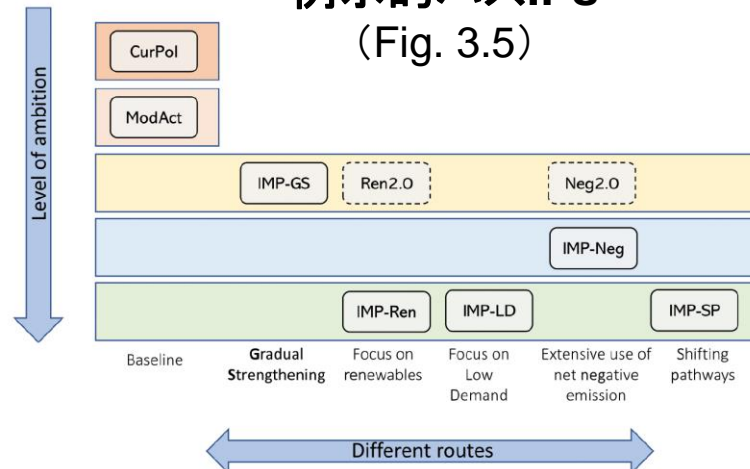 (Fig. 3.5)
Level of ambition
CurPol
ModAct
IMP-GS
Ren2.0
Neg2.0
IMP-Neg
IMP-Ren
IMP-LD
IMP-SP
Baseline
Gradual
Strengthening
Focus on
renewables
Focus on
Low
Demand
Extensive use of
net negative
emission
Shifting
pathways
Different routes